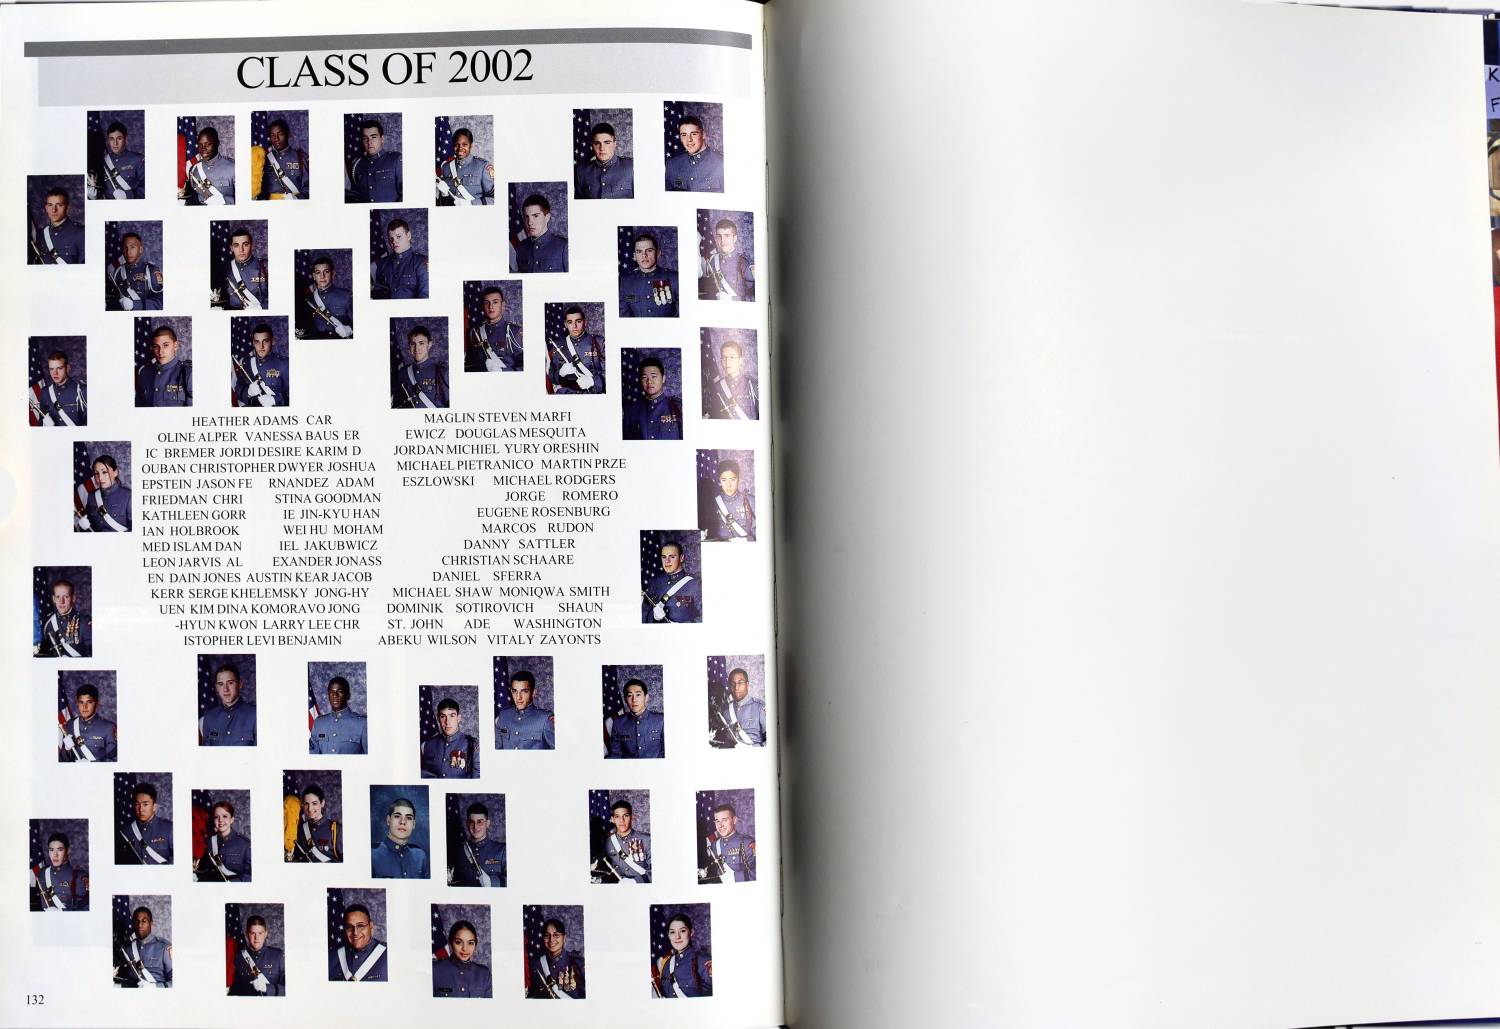 CLASS OF 2002
HEATHER ADAMS CAR
OLINE ALPER VANESSA BAUS ER
IC BREMER JORDI DESIRE KARIM D
OUBAN CHRISTOPHER DWYER JOSHUA
EPSTEIN JASON FE RNANDEZ ADAM
FRIEDMAN CHRI STINA GOODMAN
KATHLEEN GORR IE JIN-KYU HAN
IAN HOLBROOK WEI HU MOHAM
MED ISLAM DAN IEL JAKUBWICZ
LEON JARVIS AL EXANDER JONASS
EN DAIN JONES AUSTIN KEAR JACOB
KERR SERGE KHELEMSKY JONG-HY
UEN KIM DINA KOMORAVO JONG
-HYUN KWON LARRY LEE CHR
ISTOPHER LEVI BENJAMIN
MAGLIN STEVEN MARFI
EWICZ DOUGLAS MESQUITA
JORDAN MICHIEL YURY ORESHIN
MICHAEL PIETRANICO MARTIN PRZE
ESZLOWSKI MICHAEL RODGERS
JORGE ROMERO
EUGENE ROSENBURG
MARCOS RUDON
DANNY SATTLER
CHRISTIAN SCHAARE
DANIEL SFERRA
MICHAEL SHAW MONIQWA SMITH
DOMINIK SOTIROVICH SHAUN
ST. JOHN ADE WASHINGTON
ABEKU WILSON VITALY ZAYONTS
132
K
F